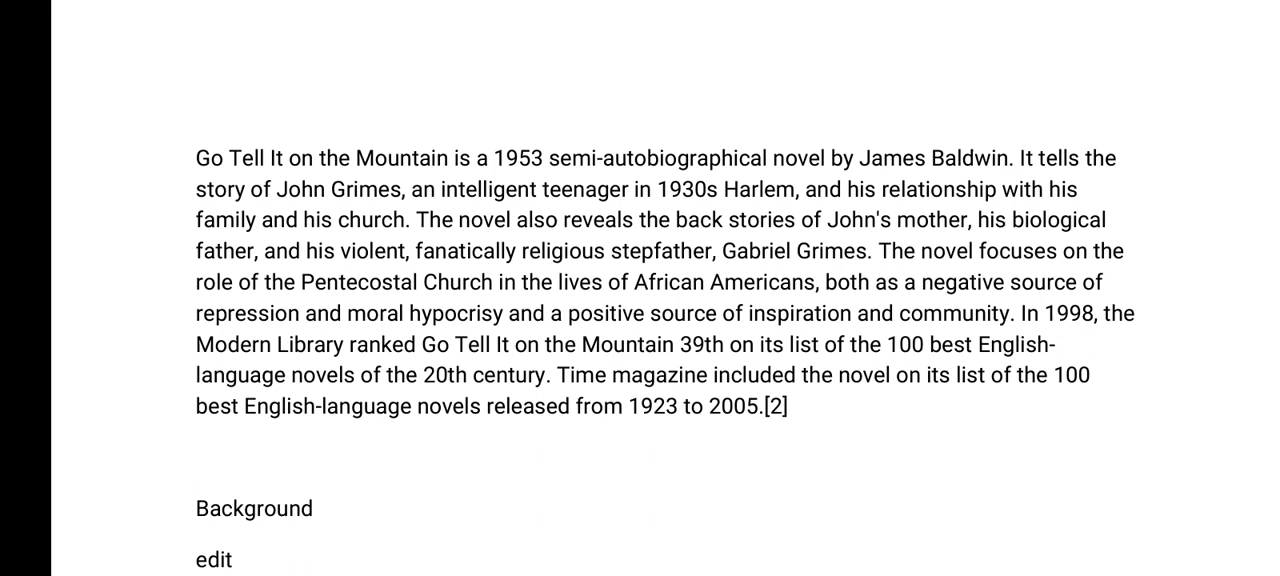 Go Tell It on the Mountain is a 1953 semi-autobiographical novel by James Baldwin. It tells the
story of John Grimes, an intelligent teenager in 1930s Harlem, and his relationship with his
family and his church. The novel also reveals the back stories of John's mother, his biological
father, and his violent, fanatically religious stepfather, Gabriel Grimes. The novel focuses on the
role of the Pentecostal Church in the lives of African Americans, both as a negative source of
repression and moral hypocrisy and a positive source of inspiration and community. In 1998, the
Modern Library ranked Go Tell It on the Mountain 39th on its list of the 100 best English-
language novels of the 20th century. Time magazine included the novel on its list of the 100
best English-language novels released from 1923 to 2005.[2]
Background
edit